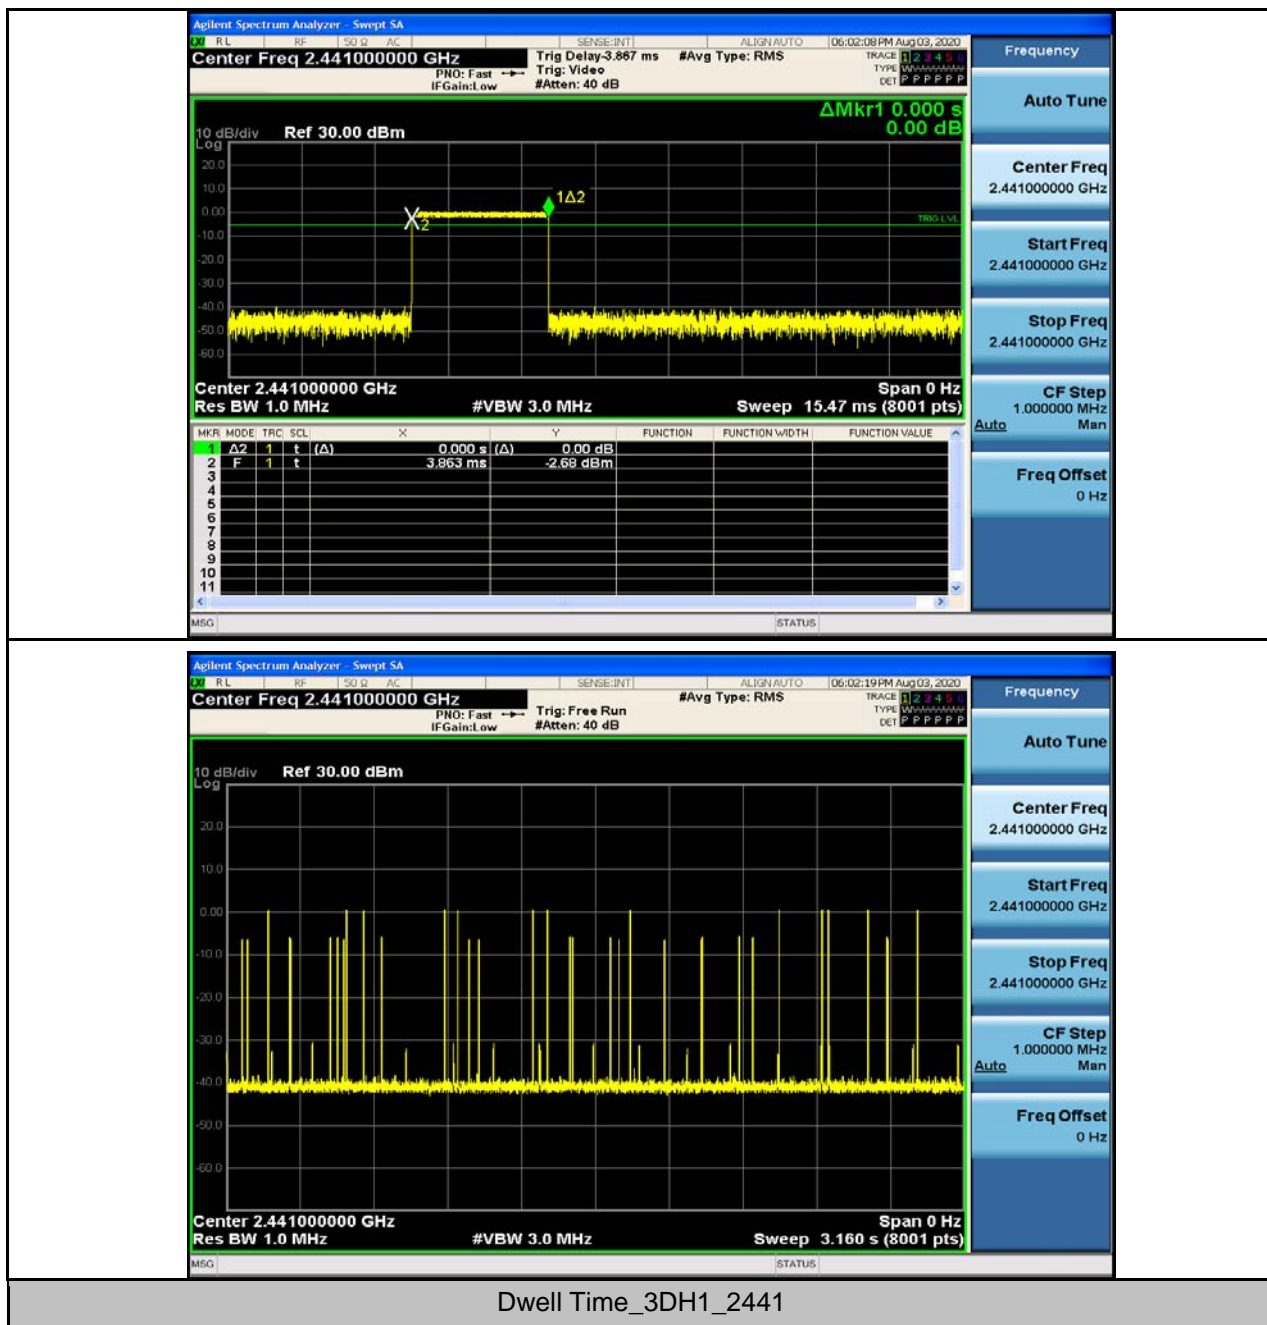 Agilent Spectrum Analyzer - Swept SA
LXI RL RF 50 Ω AC SENSE:INT ALIGN AUTO 06:02:08 PM Aug 03, 2020
Center Freq 2.441000000 GHz
PNO: Fast
IFGain:Low
Trig Delay-3.867 ms
Trig: Video
#Atten: 40 dB
#Avg Type: RMS
TRACE 1 2 3 4 5 6
TYPE
DET P P P P P P
ΔMkr1 0.000 s
0.00 dB
10 dB/div Ref 30.00 dBm
Log
20.0
10.0
0.00
-10.0
-20.0
-30.0
-40.0
-50.0
-60.0
1Δ2
2
TRIG LVL
Center 2.441000000 GHz Span 0 Hz
Res BW 1.0 MHz #VBW 3.0 MHz Sweep 15.47 ms (8001 pts)
MKR MODE TRC SCL X Y FUNCTION FUNCTION WIDTH FUNCTION VALUE
1 Δ2 1 t (Δ) 0.000 s (Δ) 0.00 dB
2 F 1 t 3.863 ms -2.68 dBm
3
4
5
6
7
8
9
10
11
MSG STATUS
Frequency
Auto Tune
Center Freq
2.441000000 GHz
Start Freq
2.441000000 GHz
Stop Freq
2.441000000 GHz
CF Step
1.000000 MHz
Auto Man
Freq Offset
0 Hz
Agilent Spectrum Analyzer - Swept SA
LXI RL RF 50 Ω AC SENSE:INT ALIGN AUTO 06:02:19 PM Aug 03, 2020
Center Freq 2.441000000 GHz
PNO: Fast
IFGain:Low
Trig: Free Run
#Atten: 40 dB
#Avg Type: RMS
TRACE 1 2 3 4 5 6
TYPE
DET P P P P P P
10 dB/div Ref 30.00 dBm
Log
20.0
10.0
0.00
-10.0
-20.0
-30.0
-40.0
-50.0
-60.0
Center 2.441000000 GHz Span 0 Hz
Res BW 1.0 MHz #VBW 3.0 MHz Sweep 3.160 s (8001 pts)
MSG STATUS
Frequency
Auto Tune
Center Freq
2.441000000 GHz
Start Freq
2.441000000 GHz
Stop Freq
2.441000000 GHz
CF Step
1.000000 MHz
Auto Man
Freq Offset
0 Hz
Dwell Time_3DH1_2441